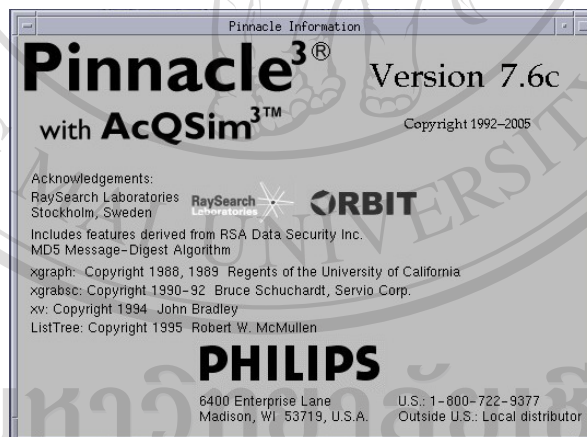 Pinnacle Information
Pinnacle³®
Version 7.6c
with AcQSim³™
Copyright 1992–2005
Acknowledgements:
RaySearch Laboratories
Stockholm, Sweden
RaySearch
Laboratories
ORBIT
Includes features derived from RSA Data Security Inc.
MD5 Message-Digest Algorithm
xgraph: Copyright 1988, 1989 Regents of the University of California
xgrabsc: Copyright 1990-92 Bruce Schuchardt, Servio Corp.
xv: Copyright 1994 John Bradley
ListTree: Copyright 1995 Robert W. McMullen
PHILIPS
6400 Enterprise Lane
Madison, WI 53719, U.S.A.
U.S.: 1-800-722-9377
Outside U.S.: Local distributor